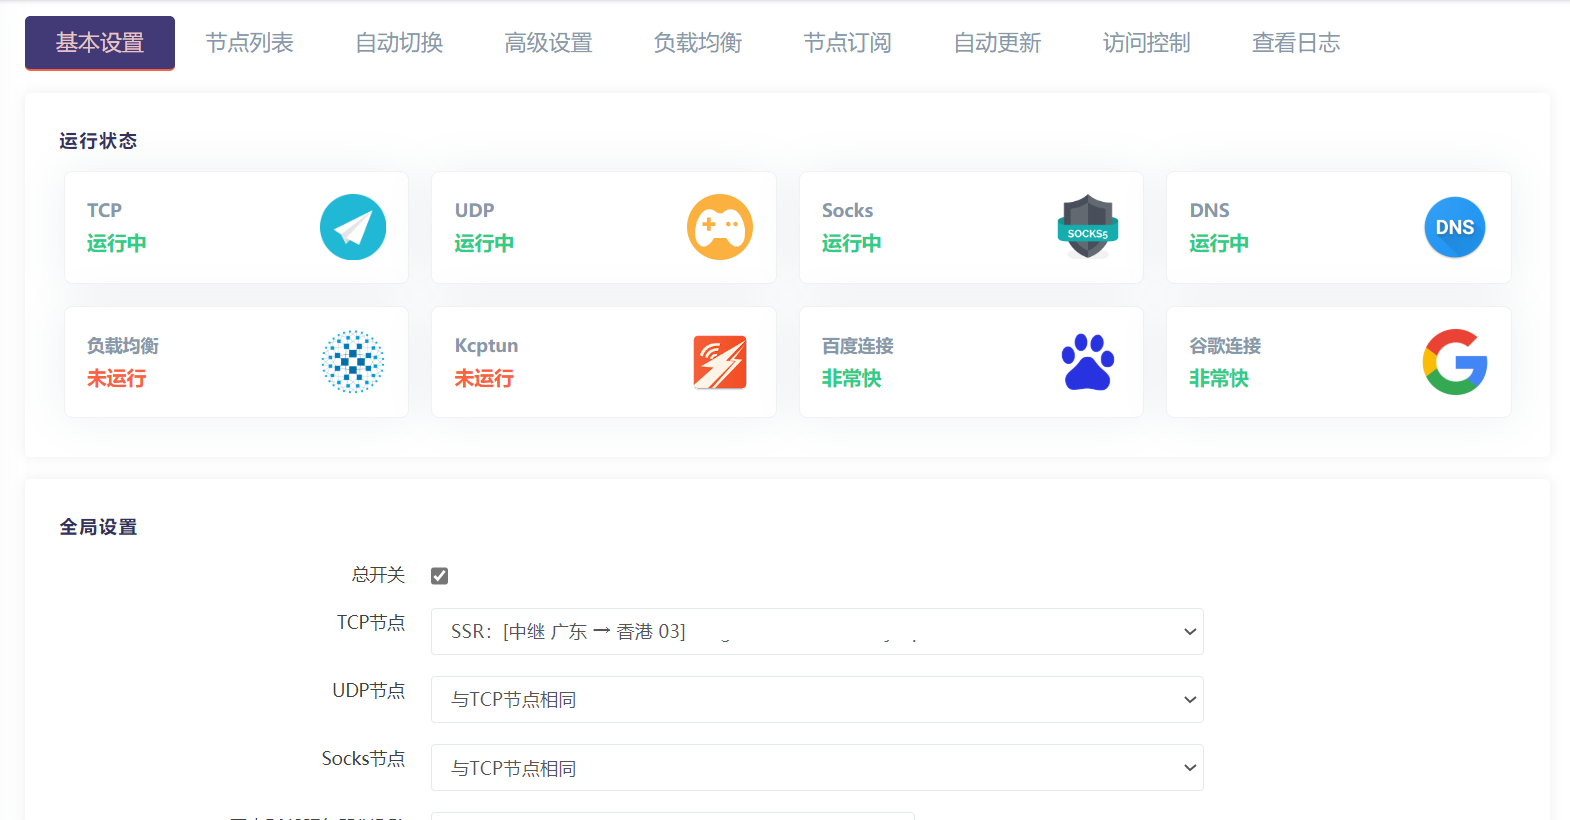 基本设置 节点列表 自动切换 高级设置 负载均衡 节点订阅 自动更新 访问控制 查看日志
运行状态
TCP
运行中
UDP
运行中
Socks
运行中
SOCKS5
DNS
运行中
DNS
负载均衡
未运行
Kcptun
未运行
百度连接
非常快
谷歌连接
非常快
全局设置
总开关
TCP节点
SSR：[中继 广东 → 香港 03]
UDP节点
与TCP节点相同
Socks节点
与TCP节点相同